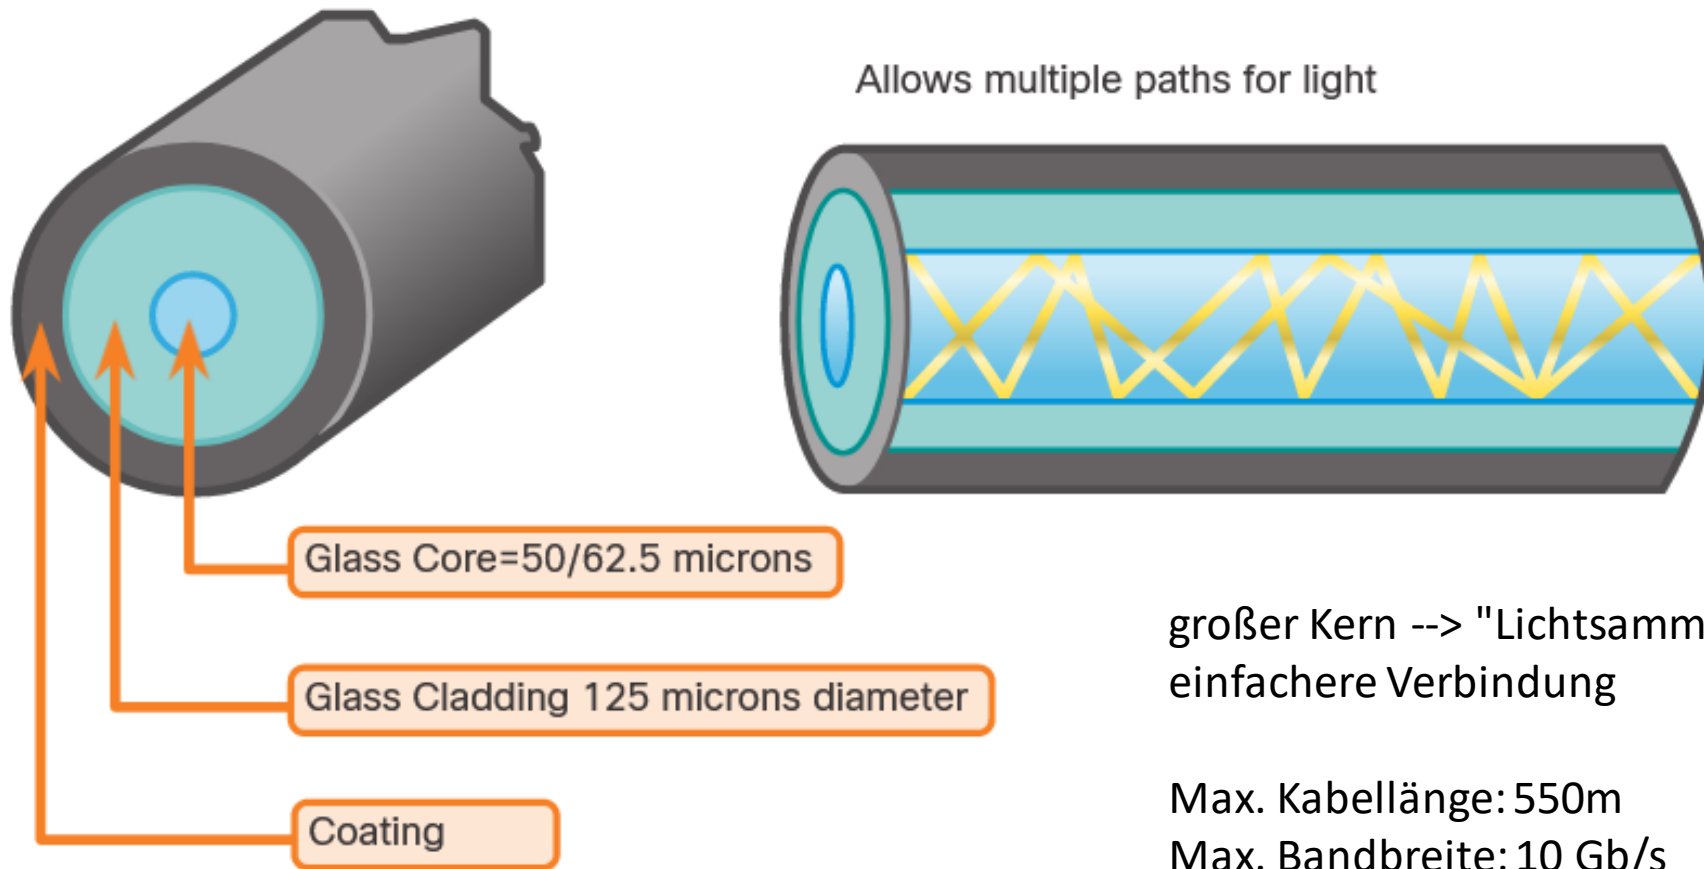 Allows multiple paths for light
Glass Core=50/62.5 microns
Glass Cladding 125 microns diameter
Coating
großer Kern --> "Lichtsamm
einfachere Verbindung
Max. Kabellänge: 550m
Max. Bandbreite: 10 Gb/s